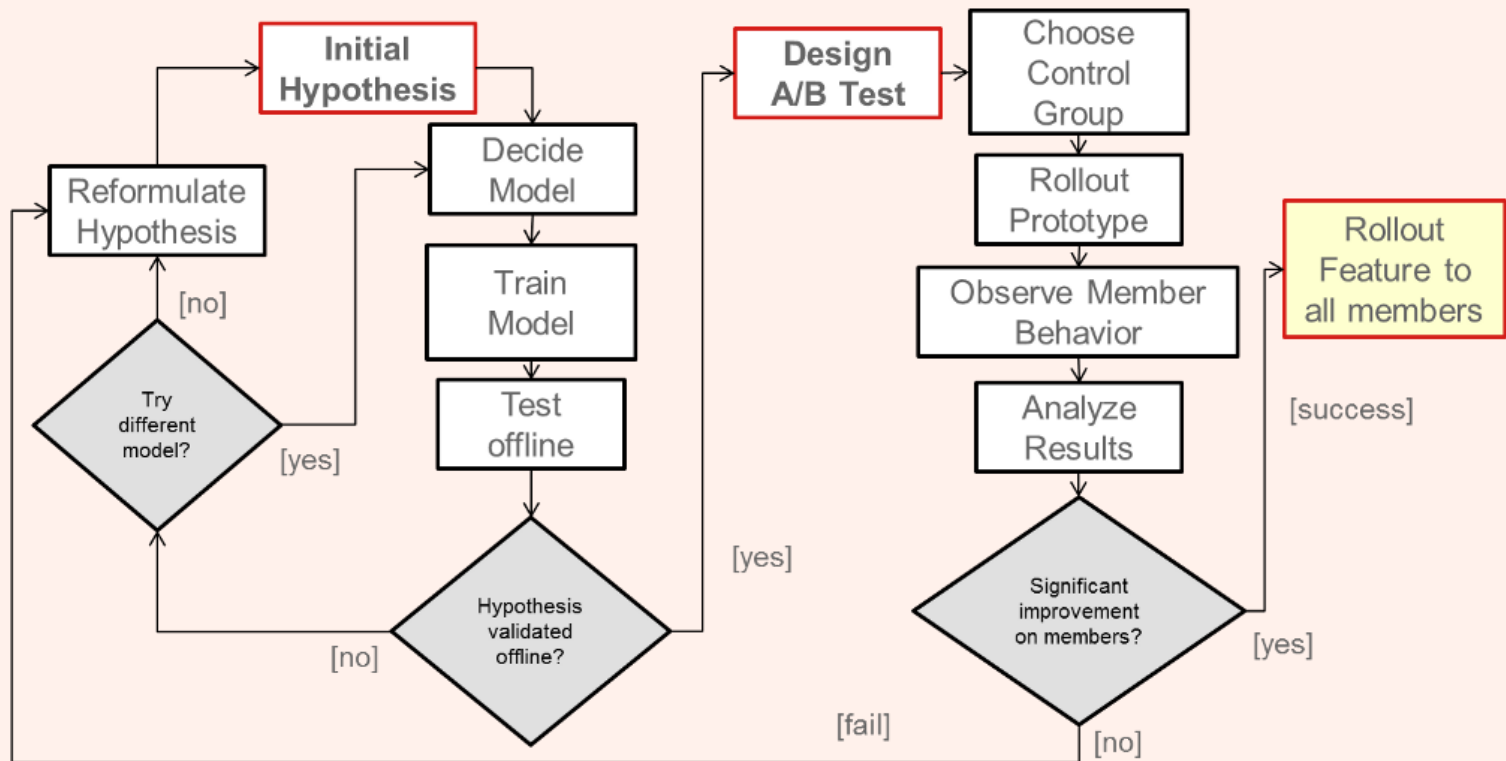 Initial
Hypothesis
Design
A/B Test
Choose
Control
Group
Reformulate
Hypothesis
Decide
Model
Rollout
Prototype
Rollout
Feature to
all members
Train
Model
Observe Member
Behavior
[no]
Try
different
model?
[yes]
Test
offline
Analyze
Results
[success]
Hypothesis
validated
offline?
[no]
[yes]
Significant
improvement
on members?
[yes]
[fail]
[no]